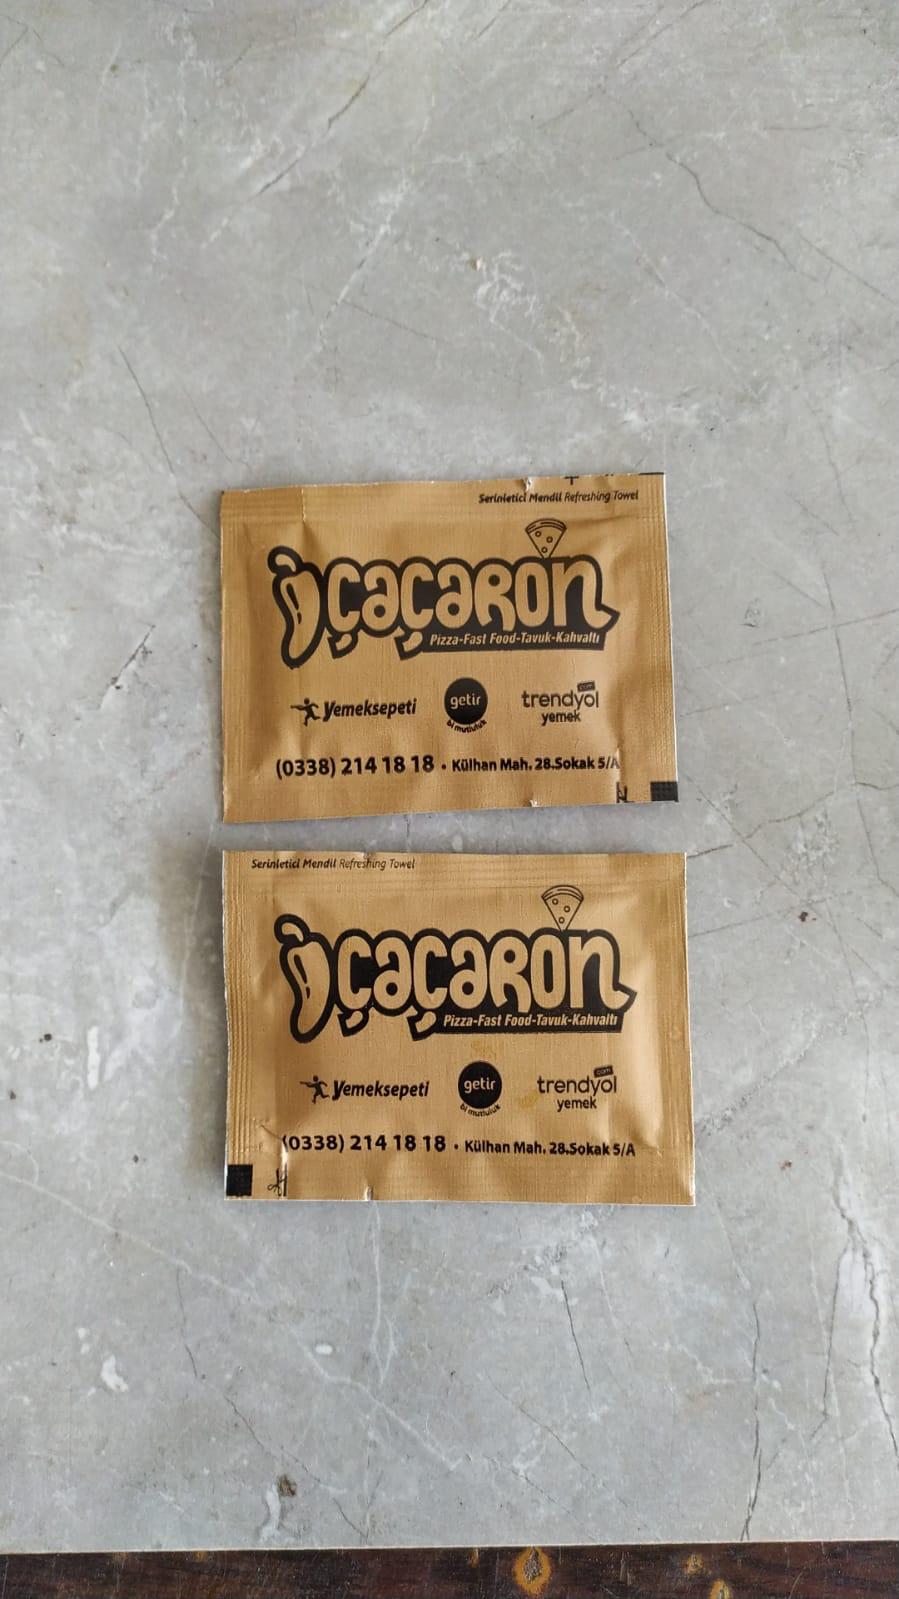 Serinletici Mendil Refreshing Towel
çaçaron
Pizza-Fast Food-Tavuk-Kahvaltı
Yemeksepeti
getir
bi mutluluk
trendyol
com
yemek
(0338) 214 18 18 • Külhan Mah. 28.Sokak 5/A
Serinletici Mendil Refreshing Towel
çaçaron
Pizza-Fast Food-Tavuk-Kahvaltı
Yemeksepeti
getir
bi mutluluk
trendyol
com
yemek
(0338) 214 18 18 • Külhan Mah. 28.Sokak 5/A